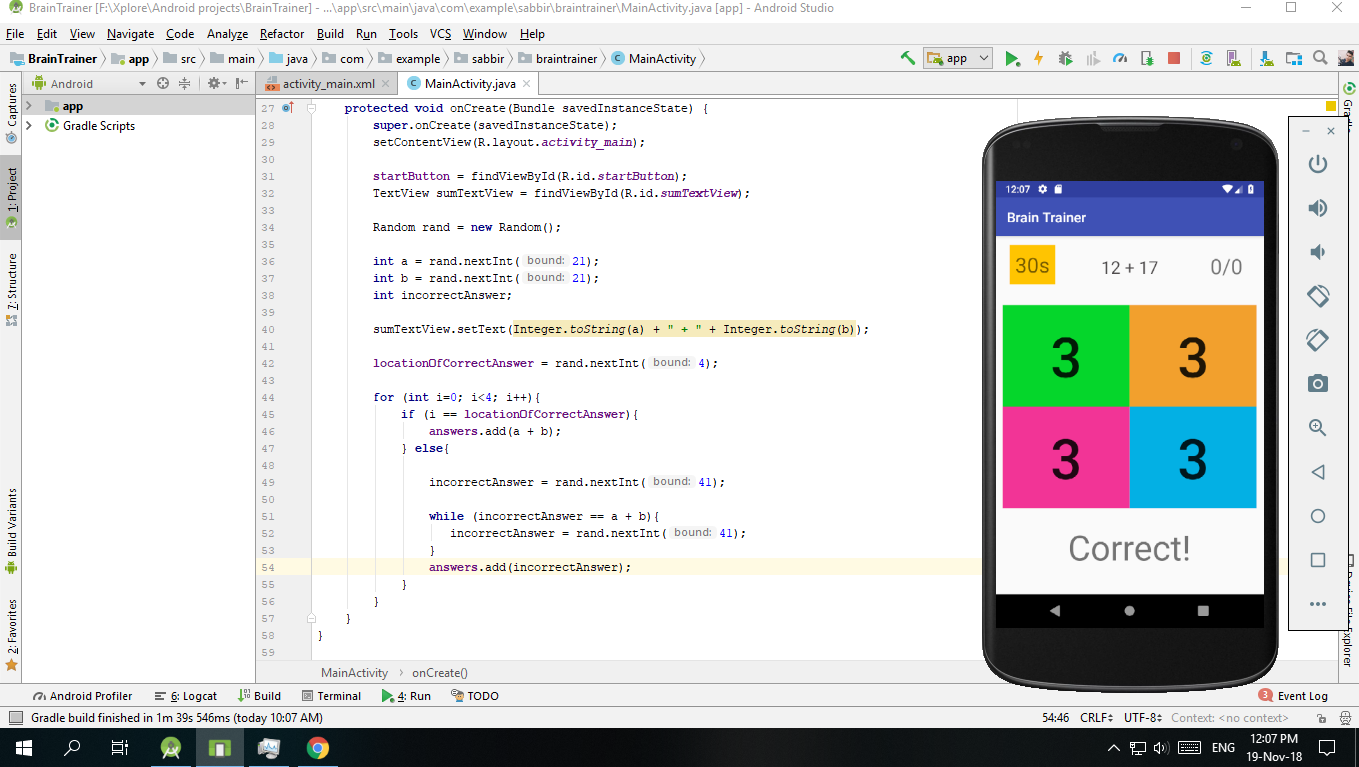 BrainTrainer [F:\Xplore\Android projects\BrainTrainer] - ...\app\src\main\java\com\example\sabbir\braintrainer\MainActivity.java [app] - Android Studio
File Edit View Navigate Code Analyze Refactor Build Run Tools VCS Window Help
BrainTrainer app src main java com example sabbir braintrainer MainActivity app
Android activity_main.xml MainActivity.java
app
Gradle Scripts
Captures
1: Project
7: Structure
Build Variants
2: Favorites
27 protected void onCreate(Bundle savedInstanceState) {
28 super.onCreate(savedInstanceState);
29 setContentView(R.layout.activity_main);
30
31 startButton = findViewById(R.id.startButton);
32 TextView sumTextView = findViewById(R.id.sumTextView);
33
34 Random rand = new Random();
35
36 int a = rand.nextInt( bound: 21);
37 int b = rand.nextInt( bound: 21);
38 int incorrectAnswer;
39
40 sumTextView.setText(Integer.toString(a) + " + " + Integer.toString(b));
41
42 locationOfCorrectAnswer = rand.nextInt( bound: 4);
43
44 for (int i=0; i<4; i++){
45 if (i == locationOfCorrectAnswer){
46 answers.add(a + b);
47 } else{
48
49 incorrectAnswer = rand.nextInt( bound: 41);
50
51 while (incorrectAnswer == a + b){
52 incorrectAnswer = rand.nextInt( bound: 41);
53 }
54 answers.add(incorrectAnswer);
55 }
56 }
57 }
58 }
59
MainActivity onCreate()
12:07
Brain Trainer
30s 12 + 17 0/0
3 3
3 3
Correct!
Android Profiler 6: Logcat Build Terminal 4: Run TODO 3 Event Log
Gradle build finished in 1m 39s 546ms (today 10:07 AM) 54:46 CRLF UTF-8 Context: <no context>
ENG 12:07 PM
19-Nov-18